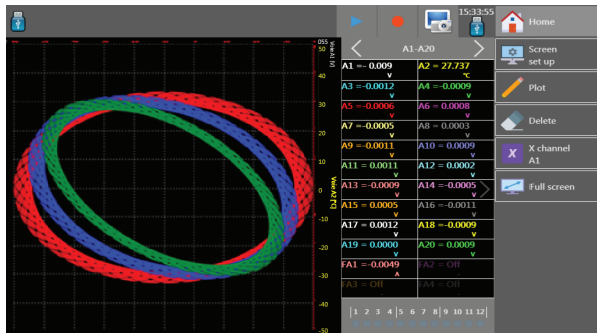 15:33:55
Home
Screen
set up
Plot
Delete
X
X channel
A1
Full screen
A1-A20
A1 =- 0.009
V
A2 = 27.737
°C
A3 =-0.0012
V
A4 =-0.0009
V
A5 =-0.0006
V
A6 = 0.0008
V
A7 =-0.0005
V
A8 = 0.0003
V
A9 =-0.0011
V
A10 = 0.0009
V
A11 = 0.0011
V
A12 = 0.0002
V
A13 =-0.0009
V
A14 =-0.0005
V
A15 = 0.0005
V
A16 =-0.0011
V
A17 = 0.0012
V
A18 =-0.0009
V
A19 = 0.0000
V
A20 = 0.0009
V
FA1 =-0.0049
A
FA2 = Off
FA3 = Off
FA4 = Off
1 2 3 4 5 6 7 8 9 10 11 12
055
50
40
30
20
10
0
-10
-20
-30
-40
-50
Voie A1 [V]
Voie A2 [°C]